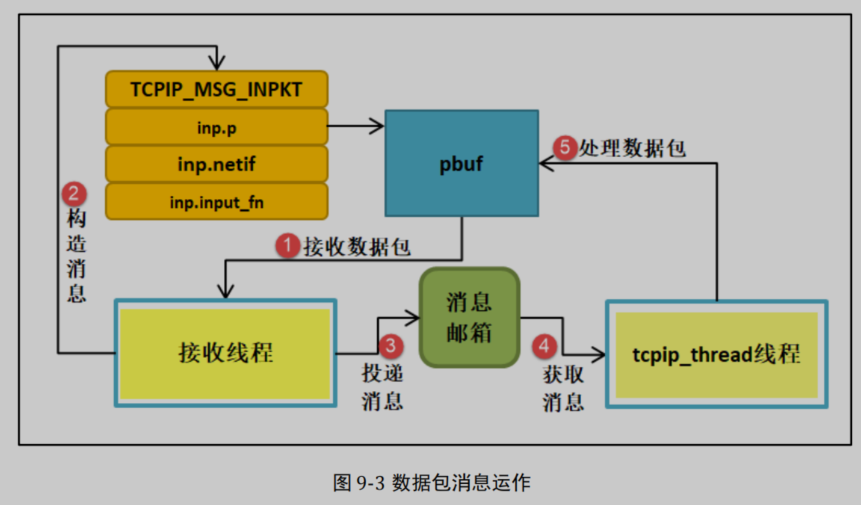 TCPIP_MSG_INPKT
inp.p
inp.netif
inp.input_fn
pbuf
5 处理数据包
2
构
造
消
息
1 接收数据包
消息
邮箱
接收线程
3
投递
消息
4
获取
消息
tcpip_thread线程
图 9-3 数据包消息运作